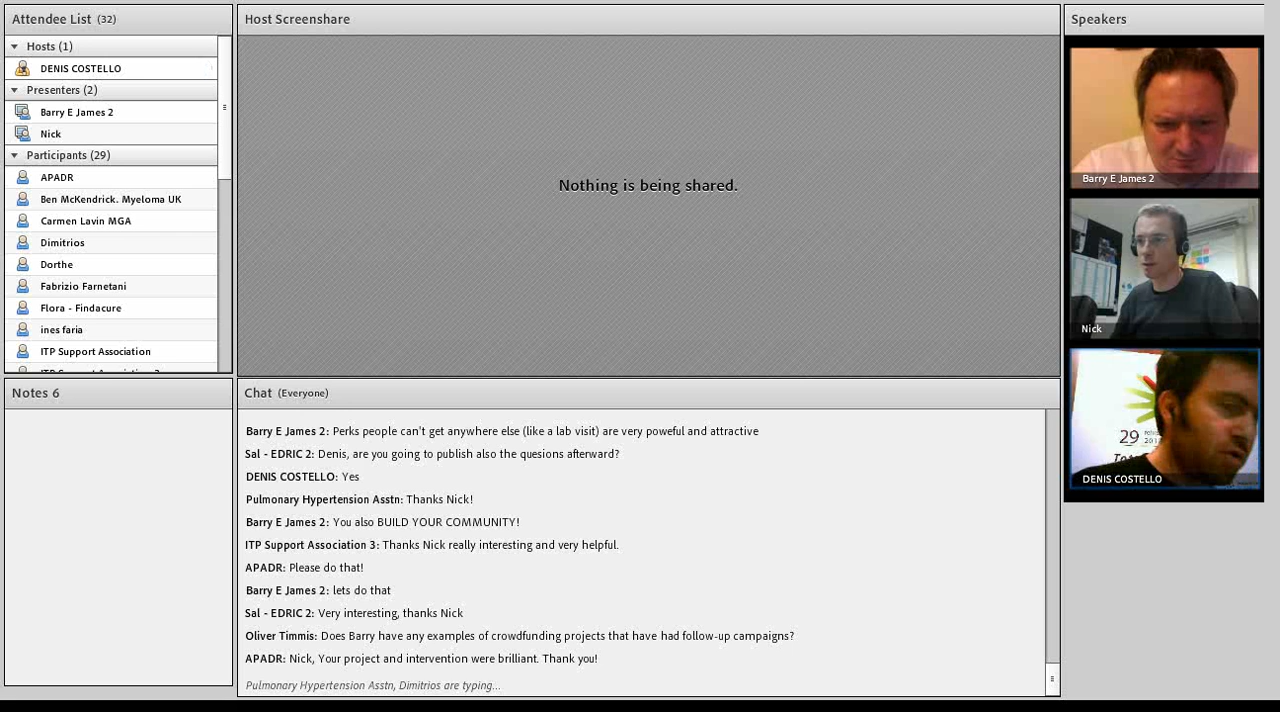 Attendee List (32)
Hosts (1)
DENIS COSTELLO
Presenters (2)
Barry E James 2
Nick
Participants (29)
APADR
Ben McKendrick. Myeloma UK
Carmen Lavin MGA
Dimitrios
Dorthe
Fabrizio Farnetani
Flora - Findacure
ines faria
ITP Support Association
Notes 6
Host Screenshare
Nothing is being shared.
Chat (Everyone)
Barry E James 2: Perks people can't get anywhere else (like a lab visit) are very poweful and attractive
Sal - EDRIC 2: Denis, are you going to publish also the quesions afterward?
DENIS COSTELLO: Yes
Pulmonary Hypertension Asstn: Thanks Nick!
Barry E James 2: You also BUILD YOUR COMMUNITY!
ITP Support Association 3: Thanks Nick really interesting and very helpful.
APADR: Please do that!
Barry E James 2: lets do that
Sal - EDRIC 2: Very interesting, thanks Nick
Oliver Timmis: Does Barry have any examples of crowdfunding projects that have had follow-up campaigns?
APADR: Nick, Your project and intervention were brilliant. Thank you!
Pulmonary Hypertension Asstn, Dimitrios are typing...
Speakers
Barry E James 2
Nick
29
DENIS COSTELLO